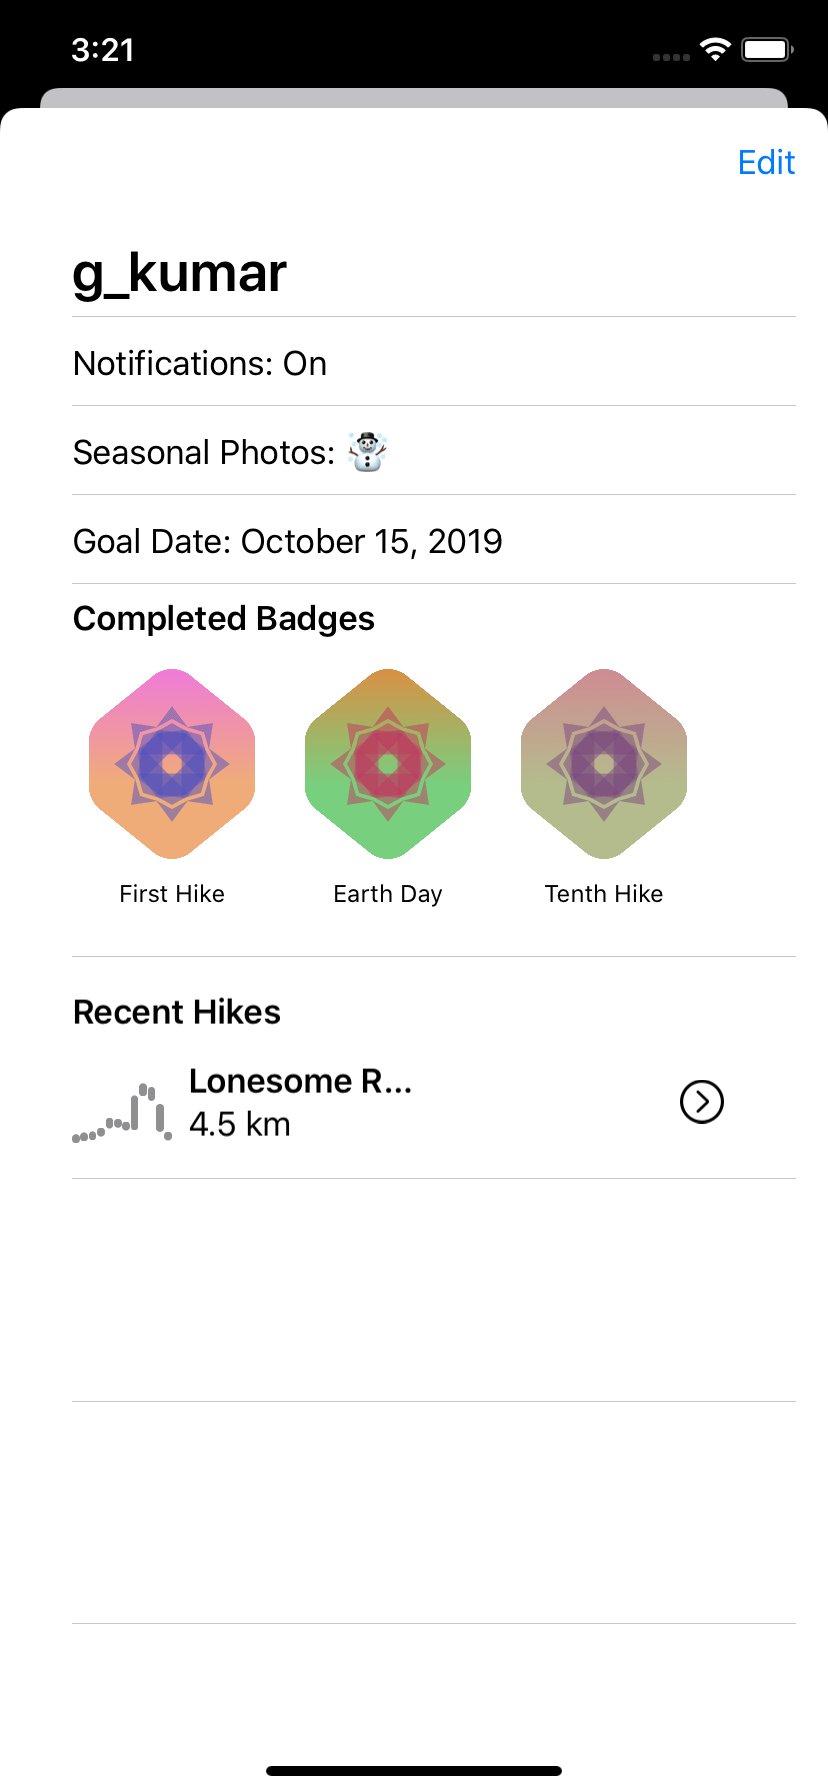 3:21
Edit
g_kumar
Notifications: On
Seasonal Photos: ☃️
Goal Date: October 15, 2019
Completed Badges
First Hike
Earth Day
Tenth Hike
Recent Hikes
Lonesome R...
4.5 km